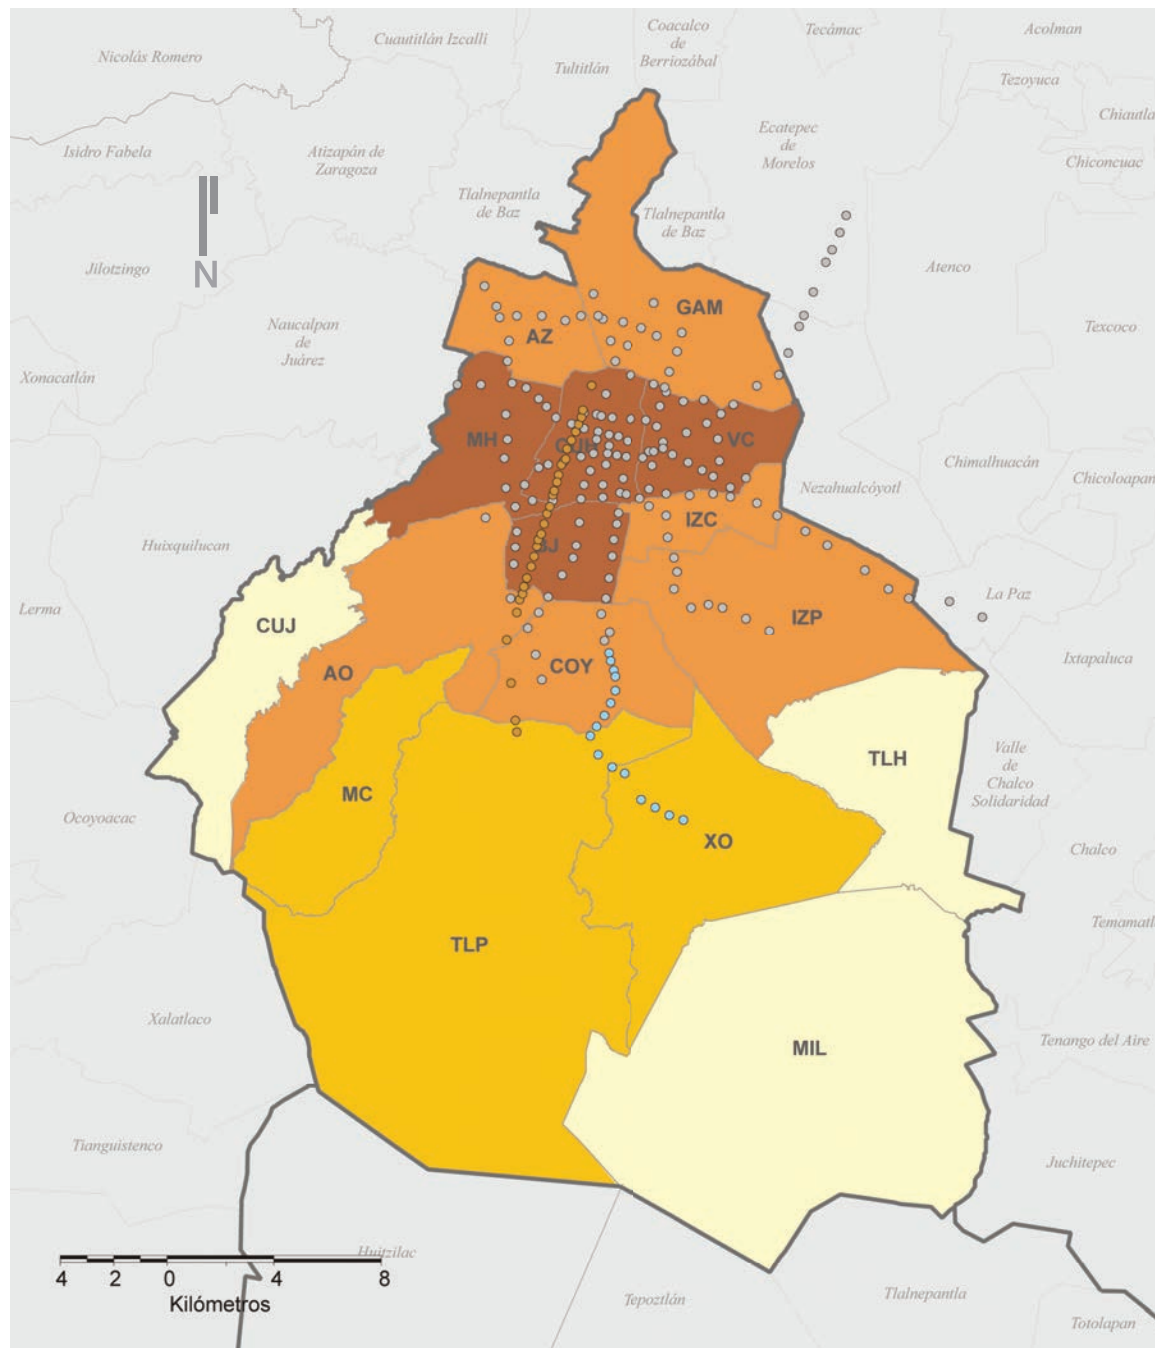 Nicolás Romero
Cuautitlán Izcalli
Coacalco
de
Berriozábal
Tecámac
Acolman
Tultitlán
Tezoyuca
Chiautla
Isidro Fabela
Atizapán de
Zaragoza
Ecatepec
de
Morelos
Chiconcuac
Tlalnepantla
de Baz
Tlalnepantla
de Baz
N
Jilotzingo
Atenco
GAM
Naucalpan
de
Juárez
AZ
Texcoco
Xonacatlán
MH
CUH
VC
Chimalhuacán
Chicoloapan
Nezahualcóyotl
IZC
Huixquilucan
BJ
Lerma
La Paz
CUJ
IZP
AO
COY
Ixtapaluca
TLH
Valle
de
Chalco
Solidaridad
MC
Ocoyoacac
XO
Chalco
TLP
Temamatl
Xalatlaco
MIL
Tenango del Aire
Tianguistenco
Juchitepec
Huitzilac
4 2 0 4 8
Kilómetros
Tepoztlán
Tlalnepantla
Totolapan